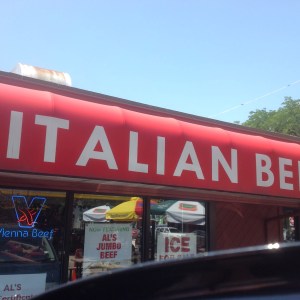 ITALIAN BE
Vienna Beef
AL'S
JUMBO
BEEF
ICE
AL'S